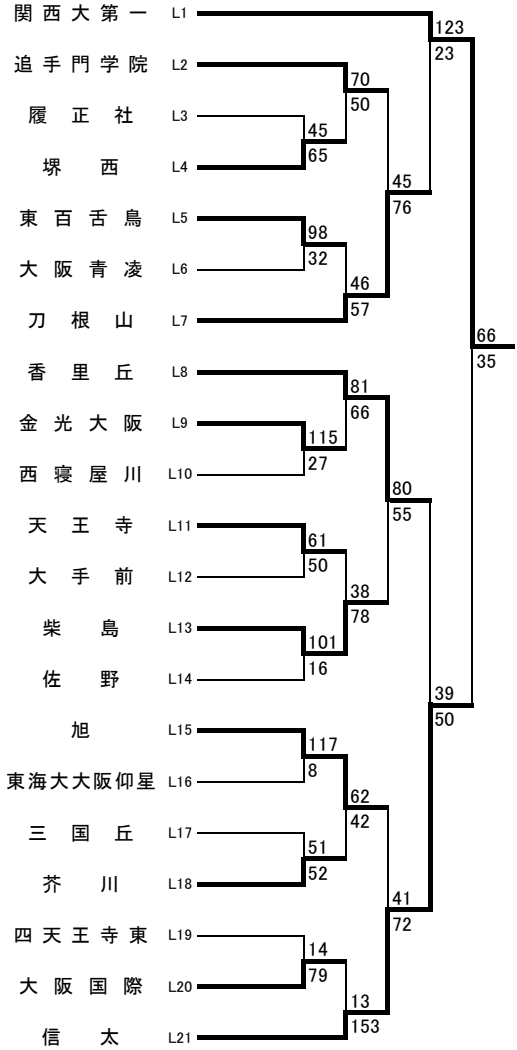 関西大第一 L1
123
23
追手門学院 L2
70
50
履正社 L3
45
65
堺西 L4
45
76
東百舌鳥 L5
98
32
大阪青凌 L6
46
57
刀根山 L7
66
35
香里丘 L8
81
66
金光大阪 L9
115
27
西寝屋川 L10
80
55
天王寺 L11
61
50
大手前 L12
38
78
柴島 L13
101
16
佐野 L14
39
50
旭 L15
117
8
東海大大阪仰星 L16
62
42
三国丘 L17
51
52
芥川 L18
41
72
四天王寺東 L19
14
79
大阪国際 L20
13
153
信太 L21